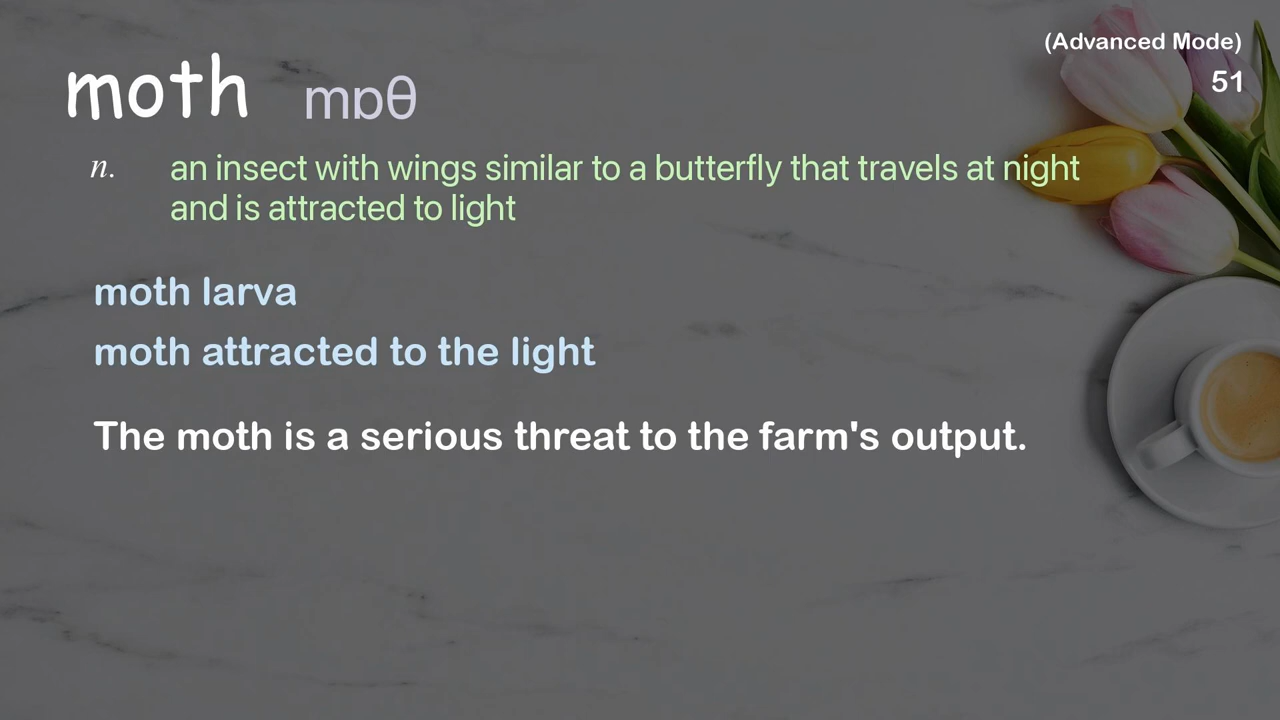 (Advanced Mode)
51
moth mɒθ
n. an insect with wings similar to a butterfly that travels at night
and is attracted to light
moth larva
moth attracted to the light
The moth is a serious threat to the farm's output.